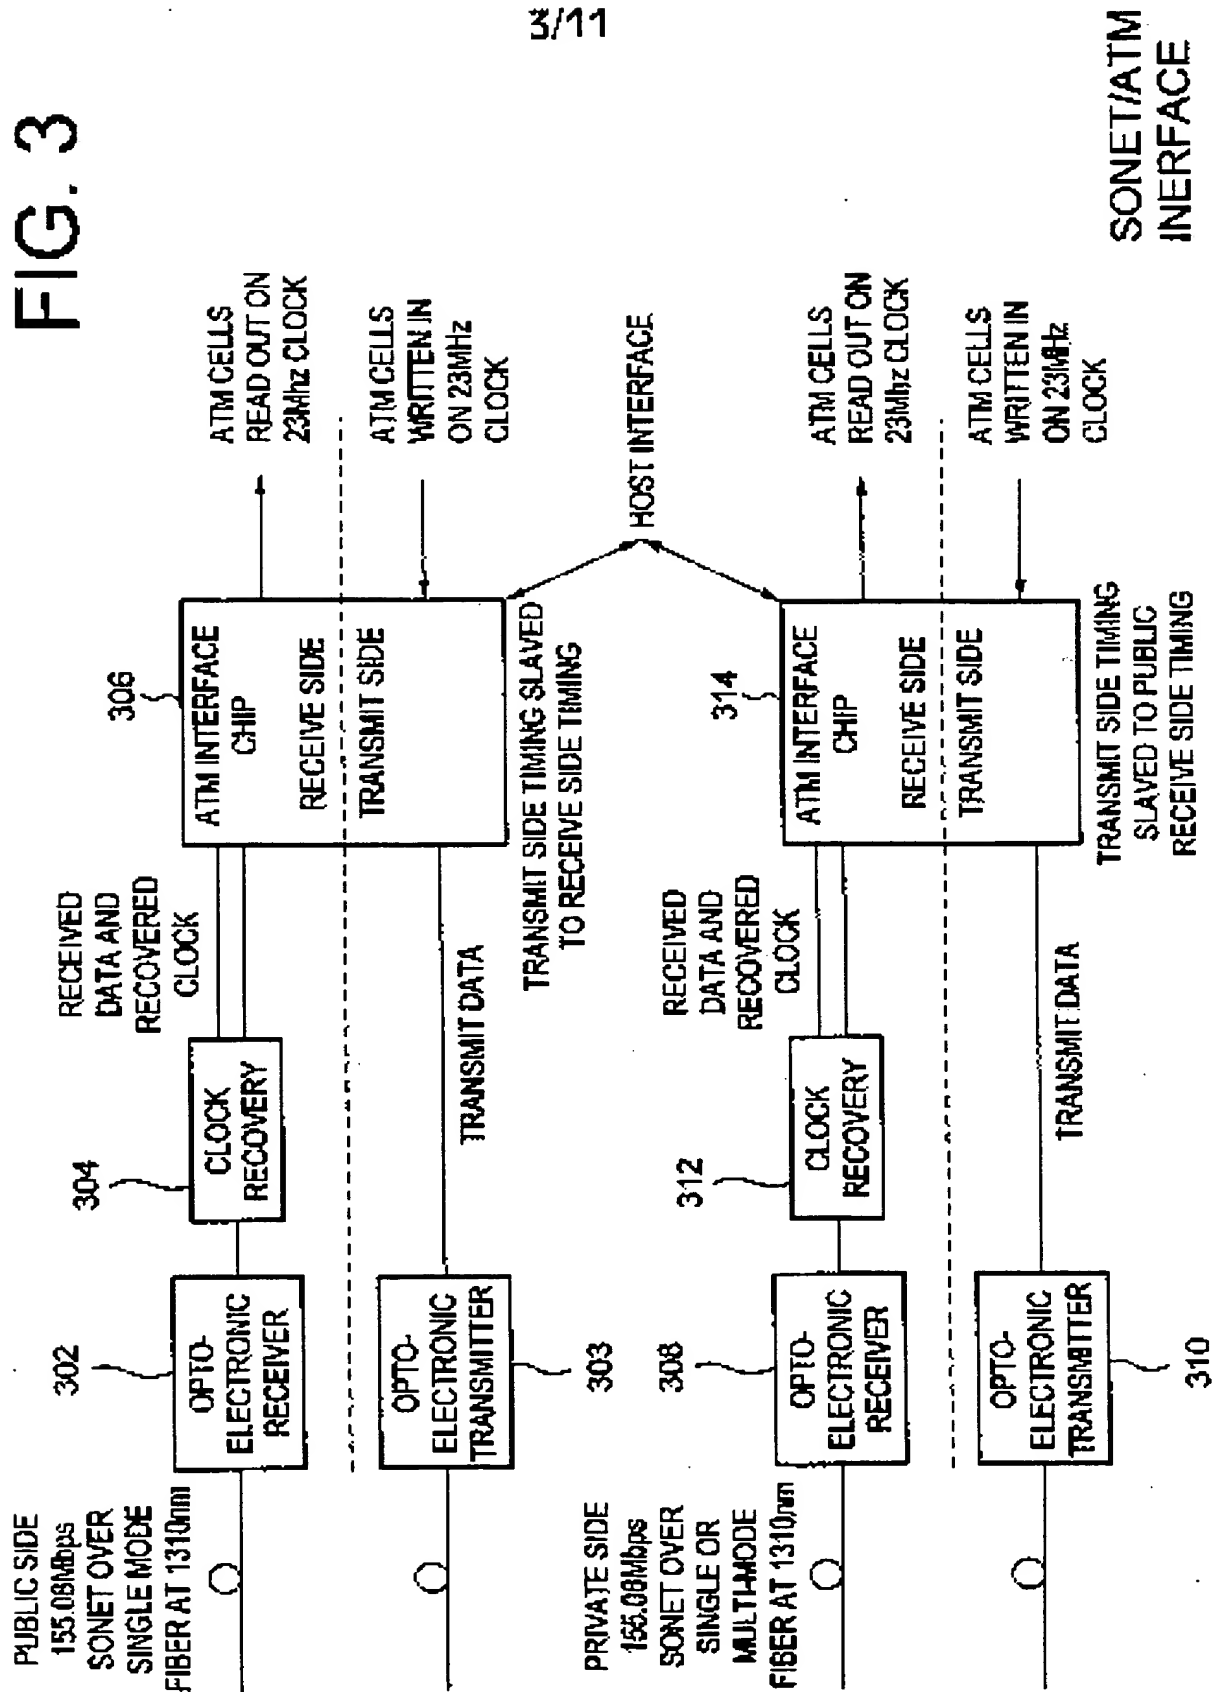 3/11
FIG. 3
PUBLIC SIDE
155.08Mbps
SONET OVER
SINGLE MODE
FIBER AT 1310nm
302
OPTO-
ELECTRONIC
RECEIVER
304
CLOCK
RECOVERY
RECEIVED
DATA AND
RECOVERED
CLOCK
306
ATM INTERFACE
CHIP
RECEIVE SIDE
TRANSMIT SIDE
ATM CELLS
READ OUT ON
23Mhz CLOCK
ATM CELLS
WRITTEN IN
ON 23MHz
CLOCK
OPTO-
ELECTRONIC
TRANSMITTER
303
TRANSMIT DATA
TRANSMIT SIDE TIMING SLAVED
TO RECEIVE SIDE TIMING
HOST INTERFACE
PRIVATE SIDE
155.08Mbps
SONET OVER
SINGLE OR
MULTI-MODE
FIBER AT 1310nm
308
OPTO-
ELECTRONIC
RECEIVER
312
CLOCK
RECOVERY
RECEIVED
DATA AND
RECOVERED
CLOCK
314
ATM INTERFACE
CHIP
RECEIVE SIDE
TRANSMIT SIDE
ATM CELLS
READ OUT ON
23Mhz CLOCK
ATM CELLS
WRITTEN IN
ON 23MHz
CLOCK
OPTO-
ELECTRONIC
TRANSMITTER
310
TRANSMIT DATA
TRANSMIT SIDE TIMING
SLAVED TO PUBLIC
RECEIVE SIDE TIMING
SONET/ATM
INERFACE